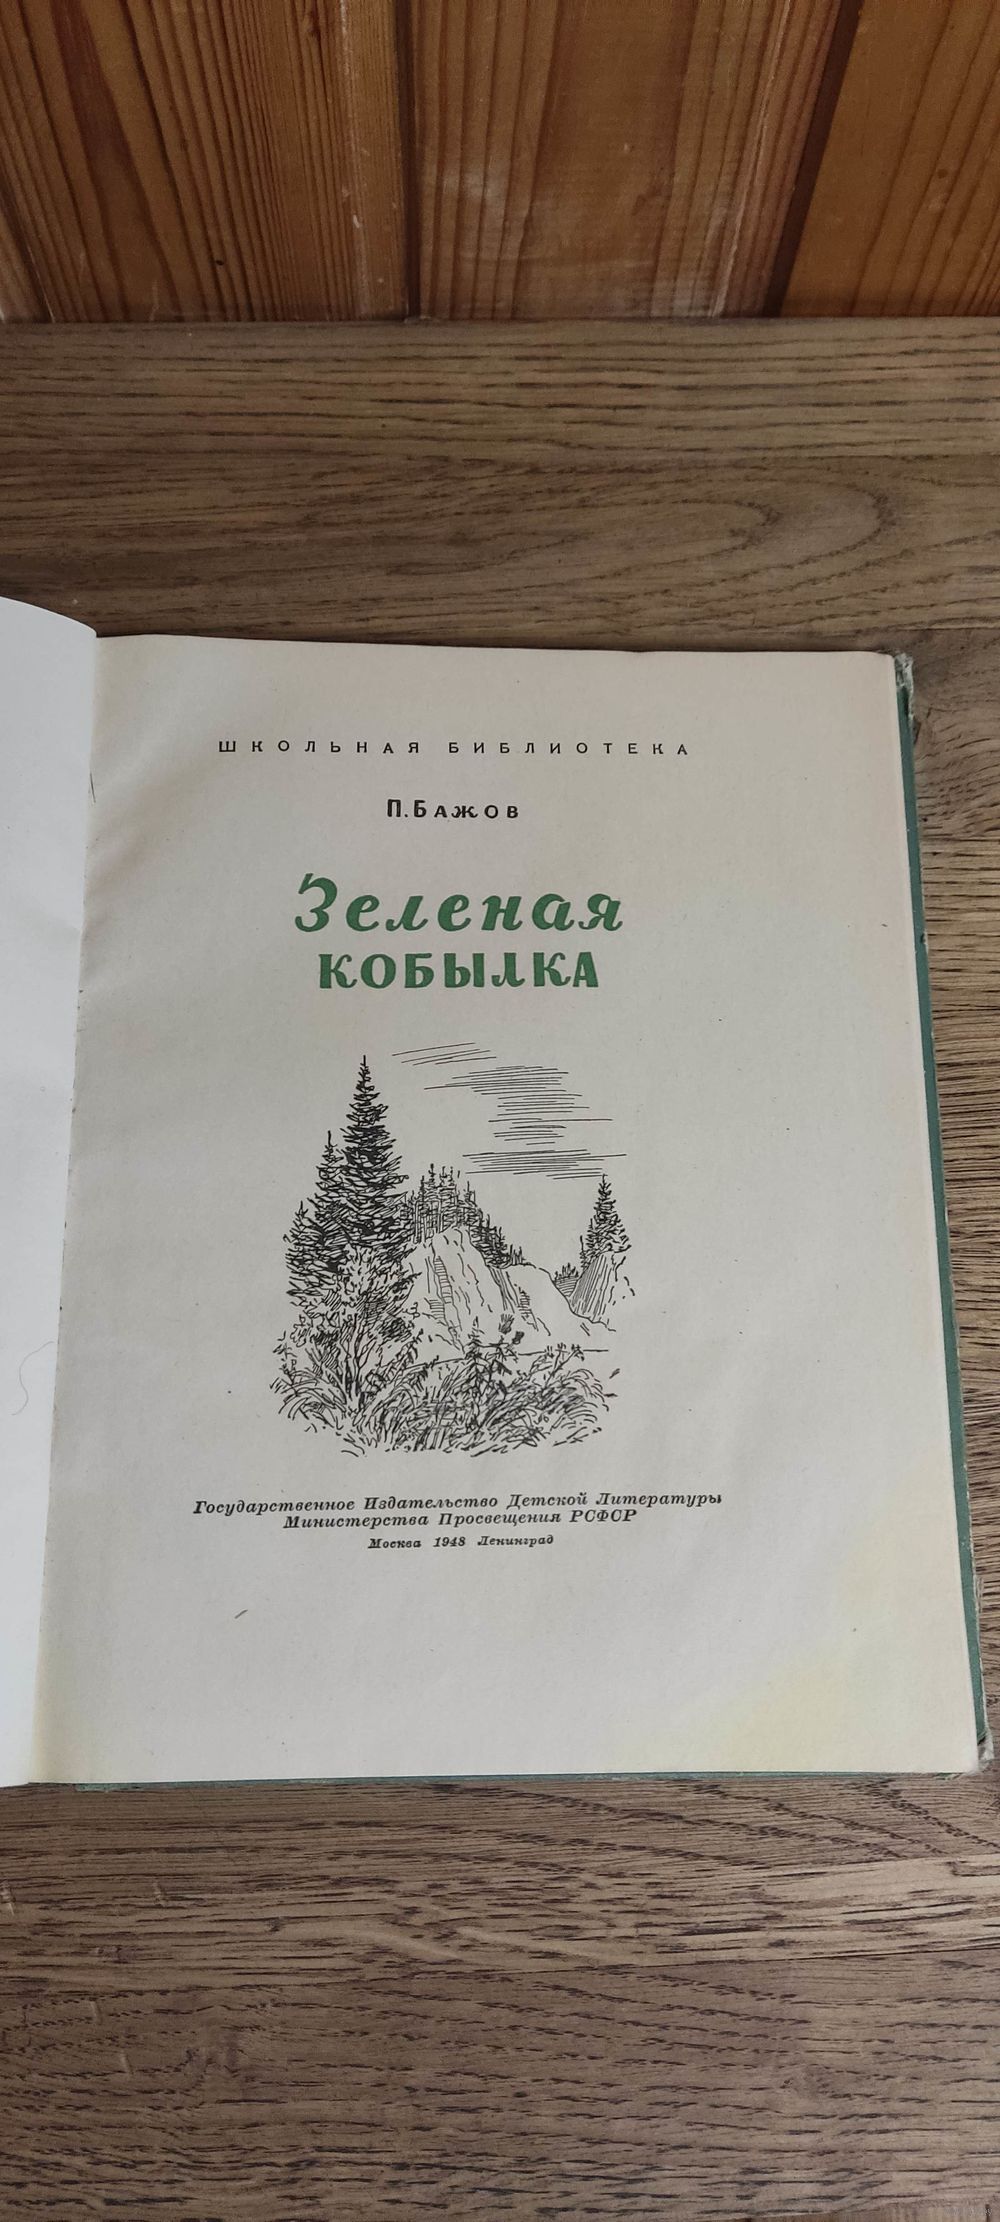 ШКОЛЬНАЯ БИБЛИОТЕКА
П. БАЖОВ
Зеленая
КОБЫЛКА
Государственное Издательство Детской Литературы
Министерства Просвещения РСФСР
Москва 1948 Ленинград